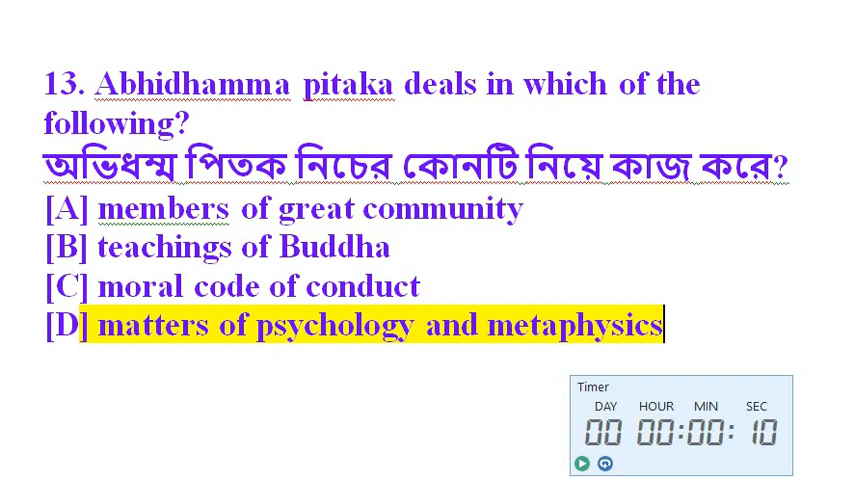 13. Abhidhamma pitaka deals in which of the
following?
অভিধম্ম পিতক নিচের কোনটি নিয়ে কাজ করে?
[A] members of great community
[B] teachings of Buddha
[C] moral code of conduct
[D] matters of psychology and metaphysics
Timer
DAY HOUR MIN SEC
00 00:00: 10